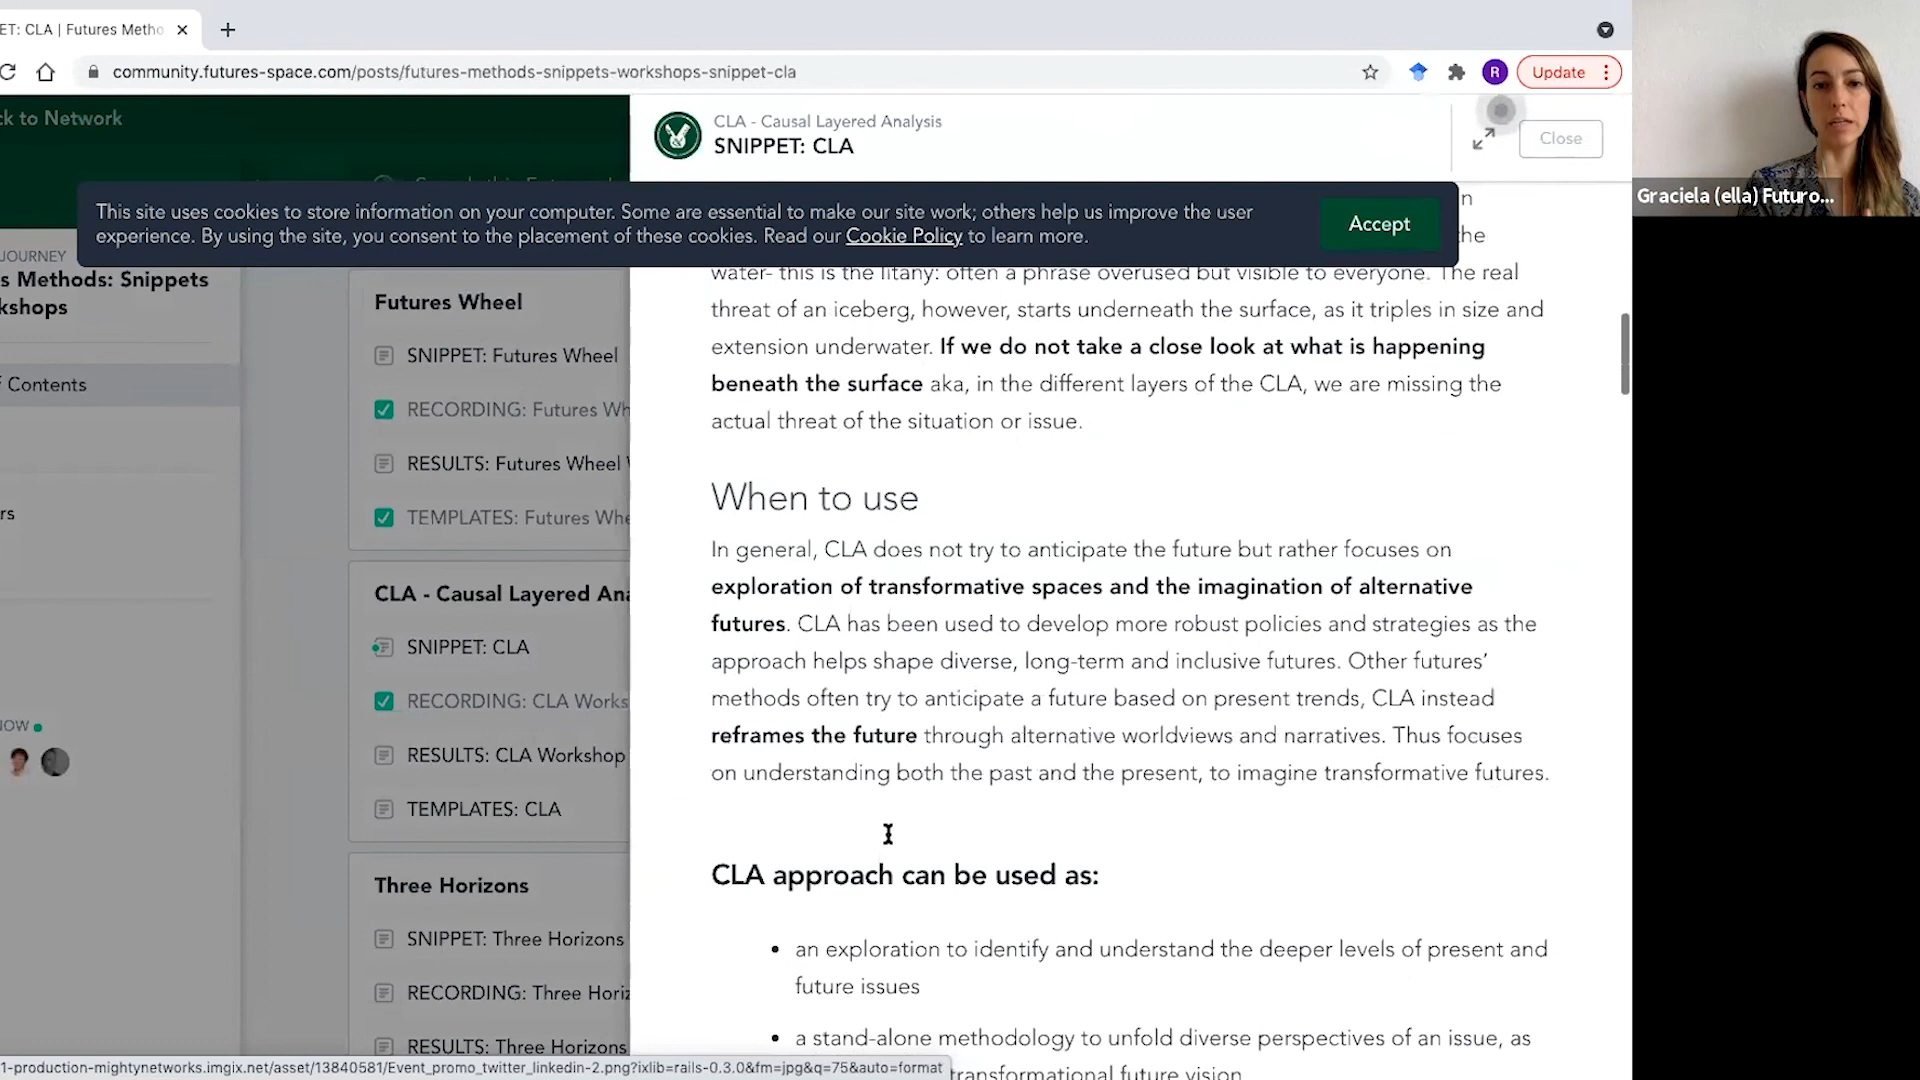 ET: CLA | Futures Metho
community.futures-space.com/posts/futures-methods-snippets-workshops-snippet-cla
R
Update
ck to Network
JOURNEY
s Methods: Snippets
kshops
f Contents
rs
NOW
Futures Wheel
SNIPPET: Futures Wheel
RECORDING: Futures Wh
RESULTS: Futures Wheel
TEMPLATES: Futures Whe
CLA - Causal Layered Ana
SNIPPET: CLA
RECORDING: CLA Works
RESULTS: CLA Workshop
TEMPLATES: CLA
Three Horizons
SNIPPET: Three Horizons
RECORDING: Three Horiz
RESULTS: Three Horizons
CLA - Causal Layered Analysis
SNIPPET: CLA
Close
This site uses cookies to store information on your computer. Some are essential to make our site work; others help us improve the user
experience. By using the site, you consent to the placement of these cookies. Read our Cookie Policy to learn more.
Accept
n
the
water- this is the litany: often a phrase overused but visible to everyone. The real
threat of an iceberg, however, starts underneath the surface, as it triples in size and
extension underwater. If we do not take a close look at what is happening
beneath the surface aka, in the different layers of the CLA, we are missing the
actual threat of the situation or issue.
When to use
In general, CLA does not try to anticipate the future but rather focuses on
exploration of transformative spaces and the imagination of alternative
futures. CLA has been used to develop more robust policies and strategies as the
approach helps shape diverse, long-term and inclusive futures. Other futures’
methods often try to anticipate a future based on present trends, CLA instead
reframes the future through alternative worldviews and narratives. Thus focuses
on understanding both the past and the present, to imagine transformative futures.
CLA approach can be used as:
• an exploration to identify and understand the deeper levels of present and
future issues
• a stand-alone methodology to unfold diverse perspectives of an issue, as
transformational future vision
1-production-mightynetworks.imgix.net/asset/13840581/Event_promo_twitter_linkedin-2.png?ixlib=rails-0.3.0&fm=jpg&q=75&auto=format
Graciela (ella) Futuro...